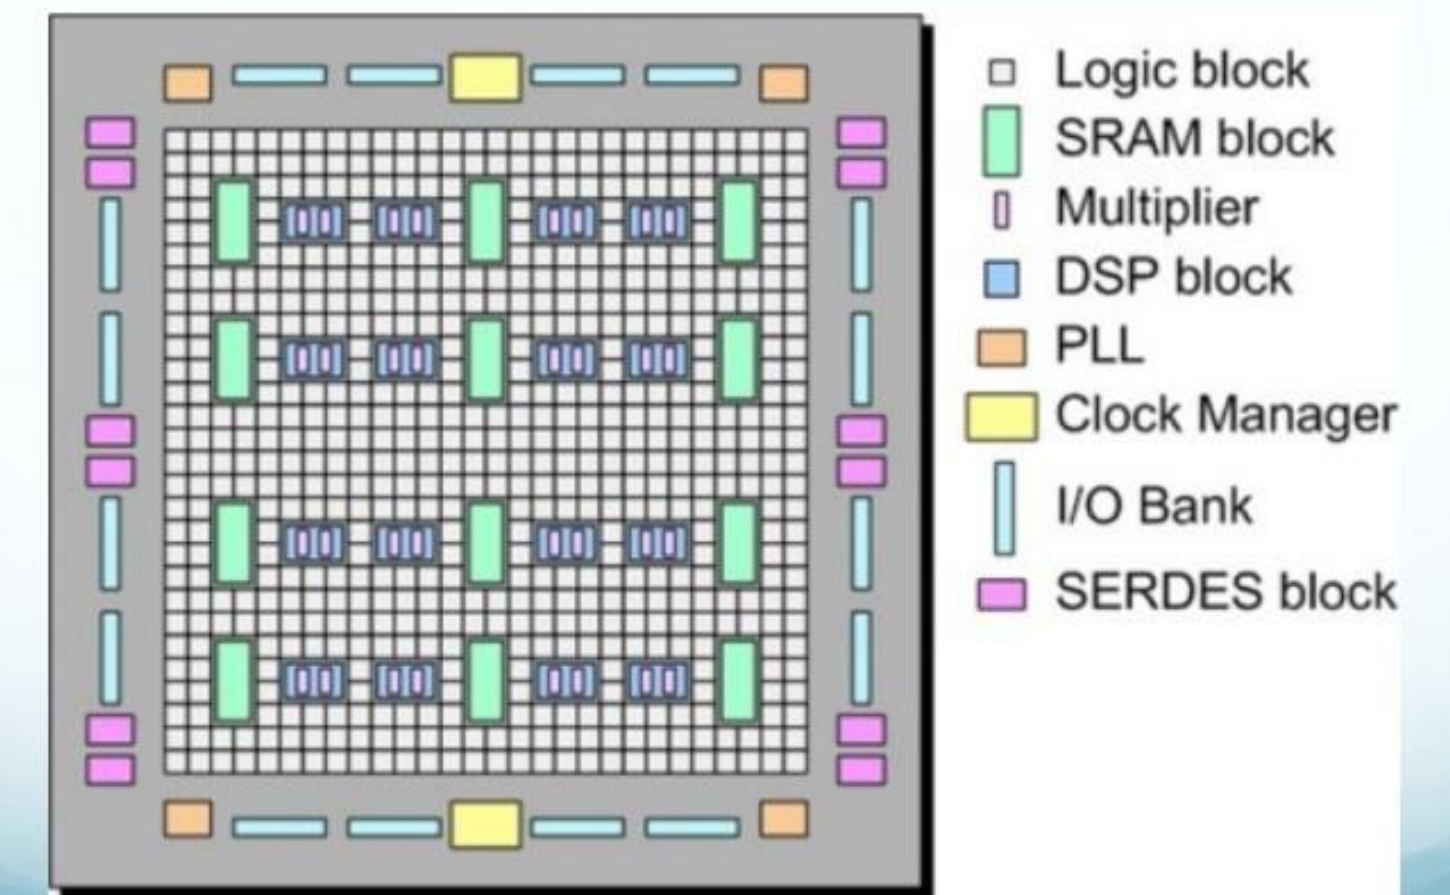 Logic block
SRAM block
Multiplier
DSP block
PLL
Clock Manager
I/O Bank
SERDES block